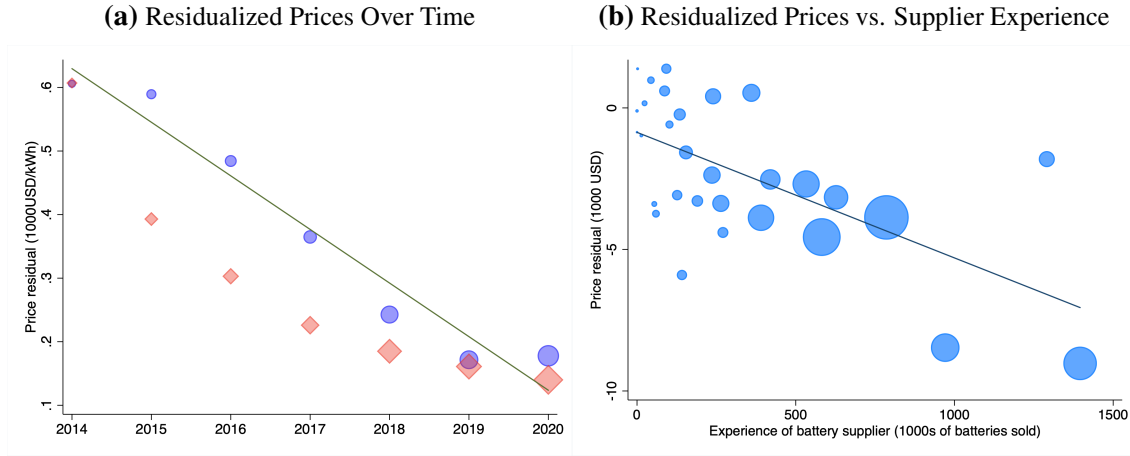 (a) Residualized Prices Over Time
Price residual (1000USD/kWh)
.6
.5
.4
.3
.2
.1
2014 2015 2016 2017 2018 2019 2020
(b) Residualized Prices vs. Supplier Experience
Price residual (1000 USD)
0
-5
-10
0 500 1000 1500
Experience of battery supplier (1000s of batteries sold)